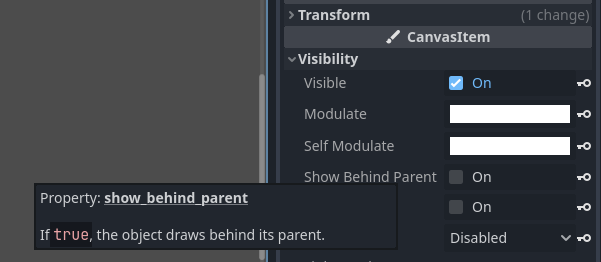 Transform (1 change)
CanvasItem
Visibility
Visible On
Modulate
Self Modulate
Show Behind Parent On
Property: show_behind_parent
On
If true, the object draws behind its parent.
Disabled